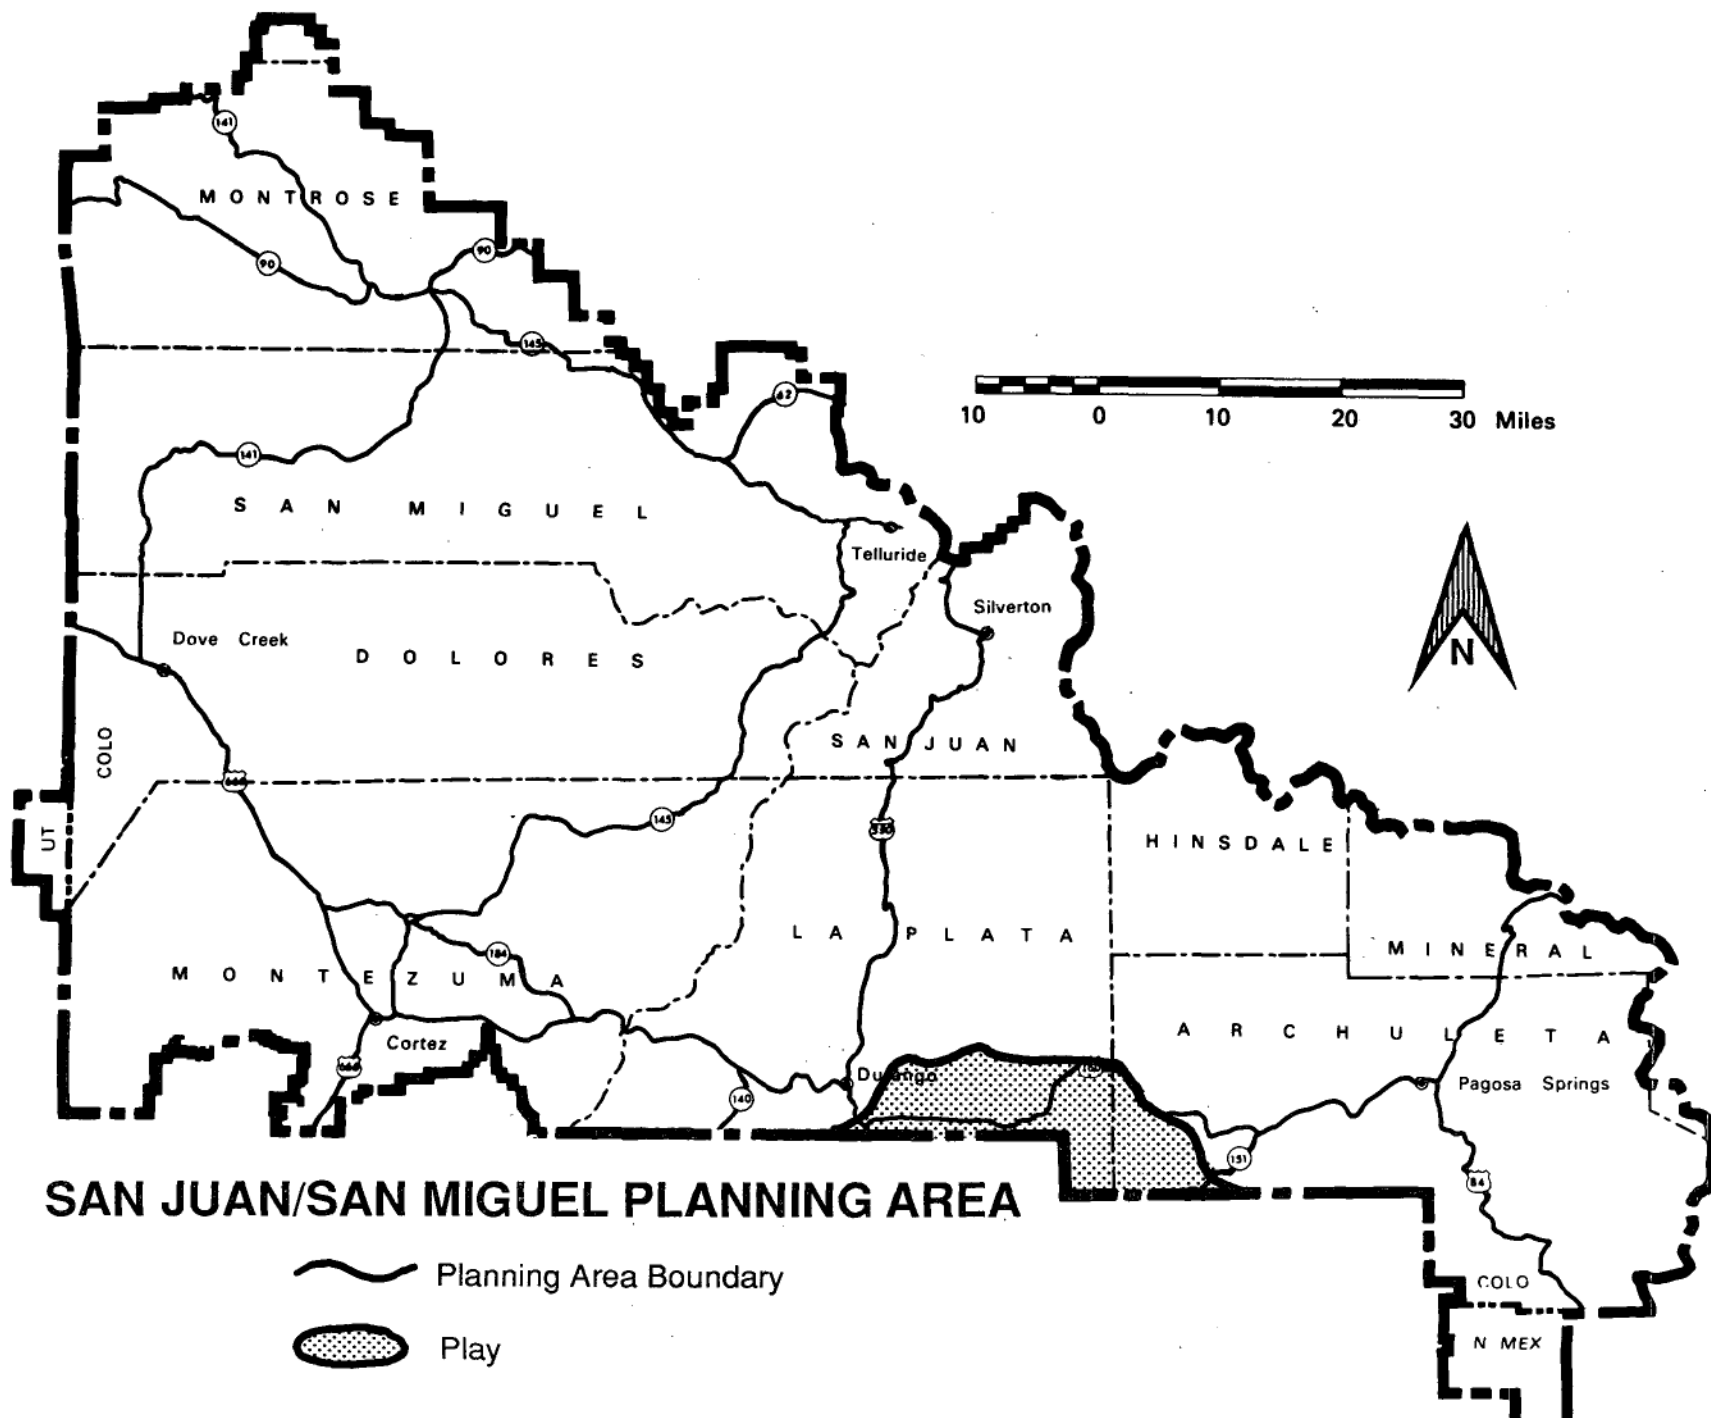 141
MONTROSE
90
90
145
62
10 0 10 20 30 Miles
141
SAN MIGUEL
Telluride
N
Silverton
Dove Creek
DOLORES
COLO
SAN JUAN
666
145
550
UT
HINSDALE
LA PLATA
184
MINERAL
MONTEZUMA
ARCHULETA
Cortez
666
Durango
160
140
Pagosa Springs
151
84
SAN JUAN/SAN MIGUEL PLANNING AREA
Planning Area Boundary
COLO
N MEX
Play